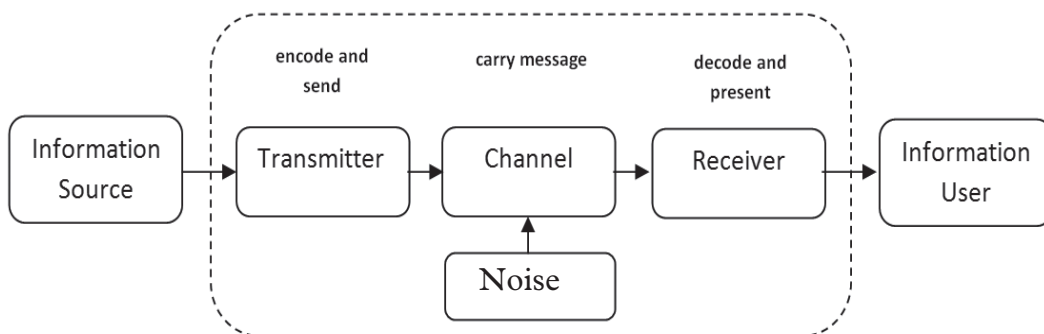 encode and
send
carry message
decode and
present
Information
Source
Transmitter
Channel
Receiver
Information
User
Noise